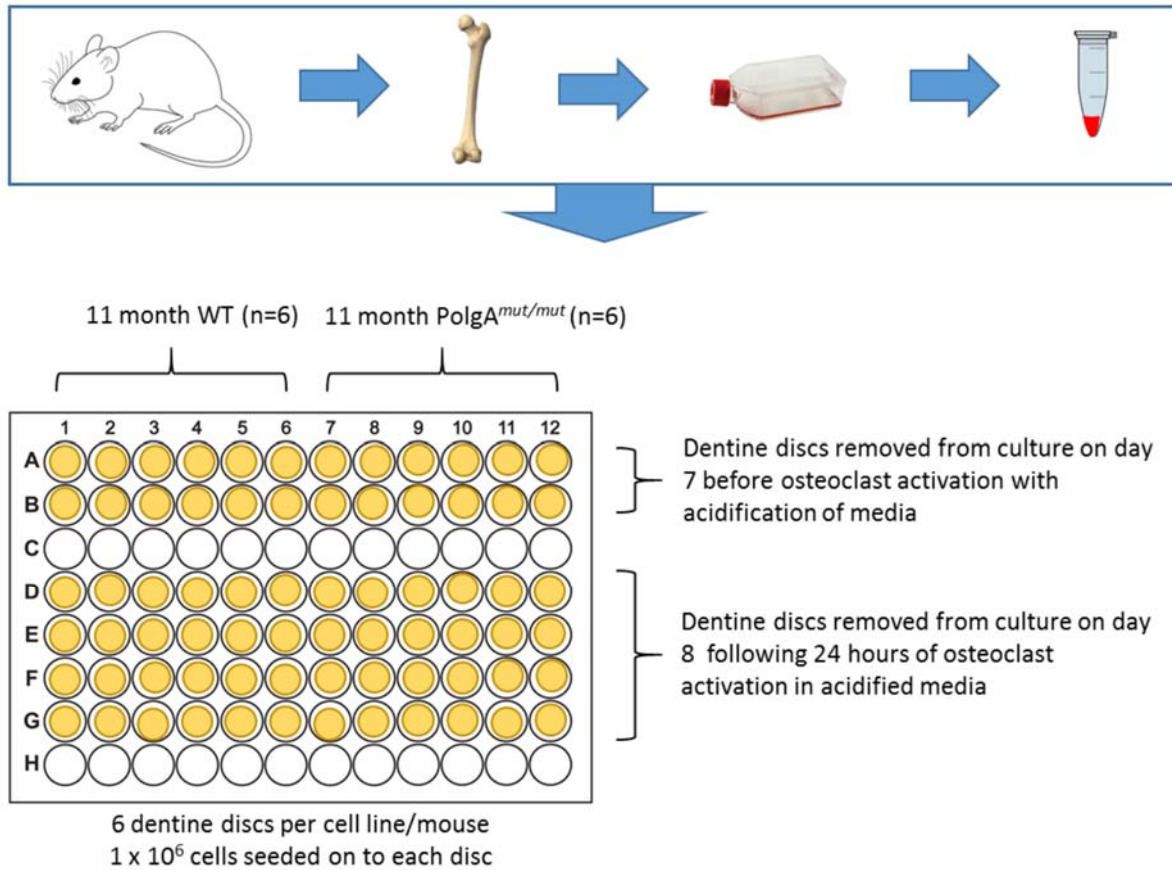 11 month WT (n=6) 11 month PolgA^mut/mut (n=6)
1 2 3 4 5 6 7 8 9 10 11 12
A
B
C
D
E
F
G
H
Dentine discs removed from culture on day
7 before osteoclast activation with
acidification of media
Dentine discs removed from culture on day
8 following 24 hours of osteoclast
activation in acidified media
6 dentine discs per cell line/mouse
1 x 10⁶ cells seeded on to each disc